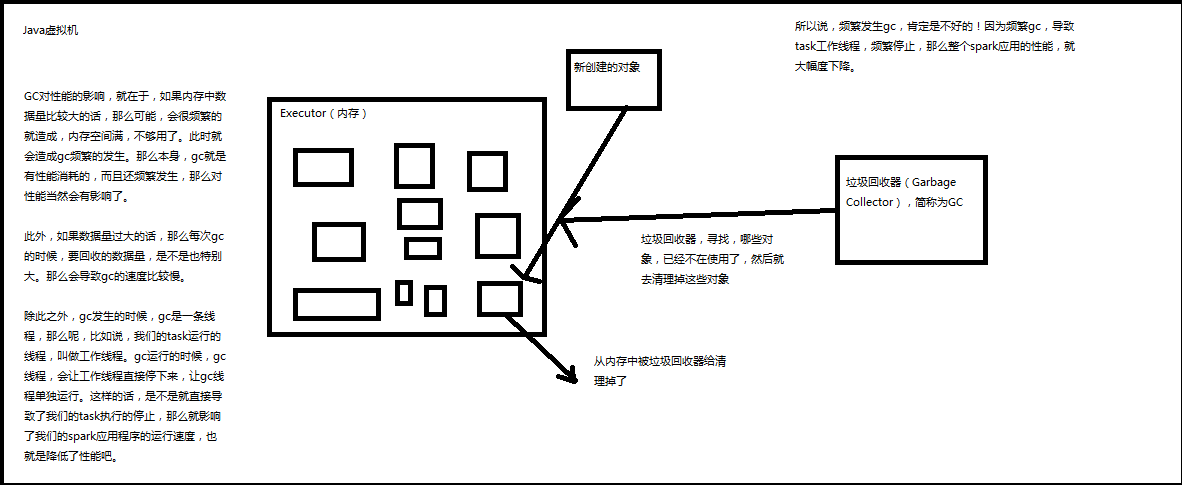 Java虚拟机
GC对性能的影响，就在于，如果内存中数
据量比较大的话，那么可能，会很频繁的
就造成，内存空间满，不够用了。此时就
会造成gc频繁的发生。那么本身，gc就是
有性能消耗的，而且还频繁发生，那么对
性能当然会有影响了。
此外，如果数据量过大的话，那么每次gc
的时候，要回收的数据量，是不是也特别
大。那么会导致gc的速度比较慢。
除此之外，gc发生的时候，gc是一条线
程，那么呢，比如说，我们的task运行的
线程，叫做工作线程。gc运行的时候，gc
线程，会让工作线程直接停下来，让gc线
程单独运行。这样的话，是不是就直接导
致了我们的task执行的停止，那么就影响
了我们的spark应用程序的运行速度，也
就是降低了性能吧。
Executor（内存）
新创建的对象
垃圾回收器，寻找，哪些对
象，已经不在使用了，然后就
去清理掉这些对象
从内存中被垃圾回收器给清
理掉了
所以说，频繁发生gc，肯定是不好的！因为频繁gc，导致
task工作线程，频繁停止，那么整个spark应用的性能，就
大幅度下降。
垃圾回收器（Garbage
Collector），简称为GC